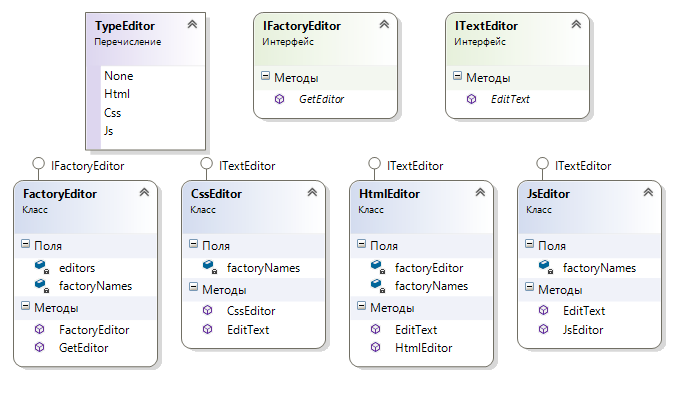 TypeEditor
Перечисление
None
Html
Css
Js
IFactoryEditor
Интерфейс
Методы
GetEditor
ITextEditor
Интерфейс
Методы
EditText
IFactoryEditor
FactoryEditor
Класс
Поля
editors
factoryNames
Методы
FactoryEditor
GetEditor
ITextEditor
CssEditor
Класс
Поля
factoryNames
Методы
CssEditor
EditText
ITextEditor
HtmlEditor
Класс
Поля
factoryEditor
factoryNames
Методы
EditText
HtmlEditor
ITextEditor
JsEditor
Класс
Поля
factoryNames
Методы
EditText
JsEditor